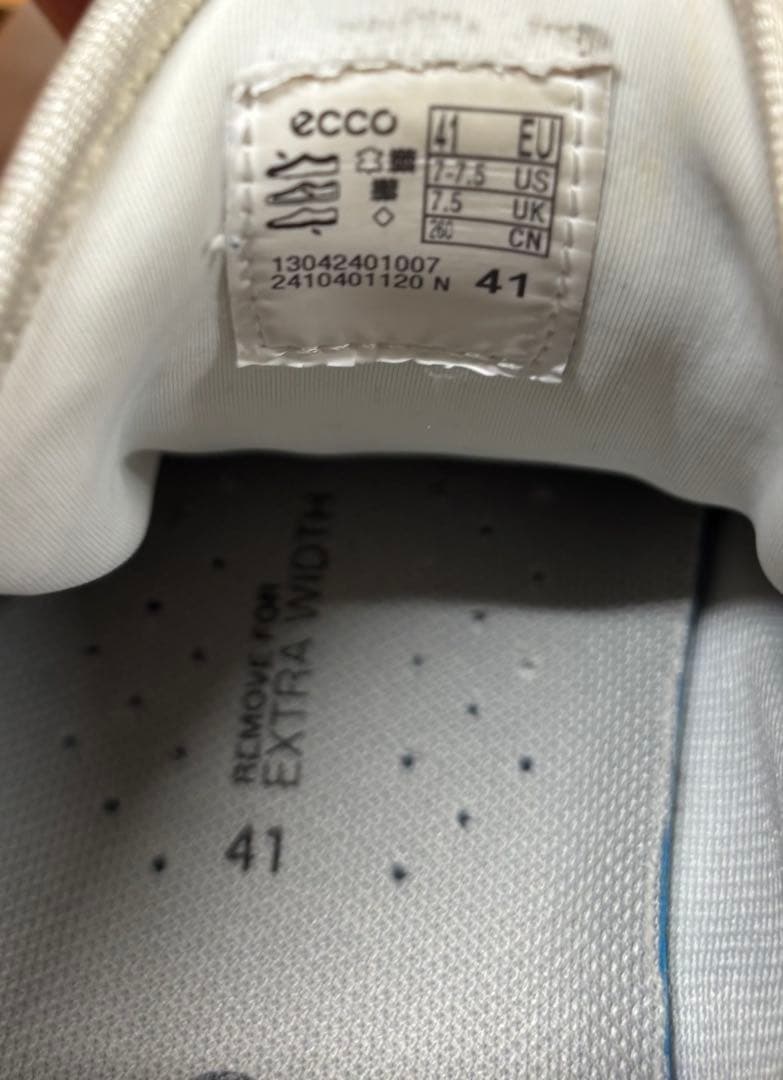 ecco
41 EU
7-7.5 US
7.5 UK
260 CN
13042401007
2410401120 N 41
REMOVE FOR
EXTRA WIDTH
41